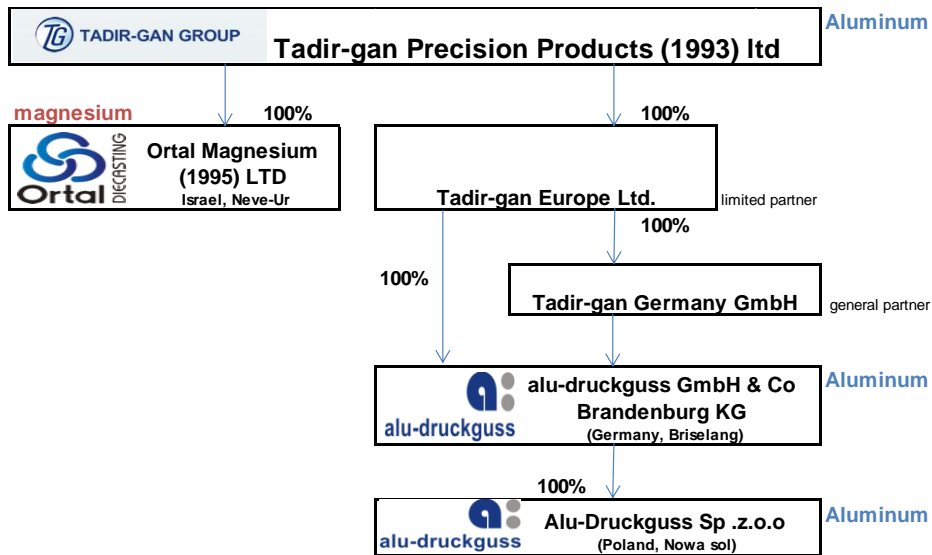 TG TADIR-GAN GROUP
Tadir-gan Precision Products (1993) ltd
Aluminum
magnesium
100%
100%
Ortal
DIECASTING
Ortal Magnesium
(1995) LTD
Israel, Neve-Ur
Tadir-gan Europe Ltd.
limited partner
100%
100%
Tadir-gan Germany GmbH
general partner
a:
alu-druckguss
alu-druckguss GmbH & Co
Brandenburg KG
(Germany, Briselang)
Aluminum
100%
a:
alu-druckguss
Alu-Druckguss Sp .z.o.o
(Poland, Nowa sol)
Aluminum